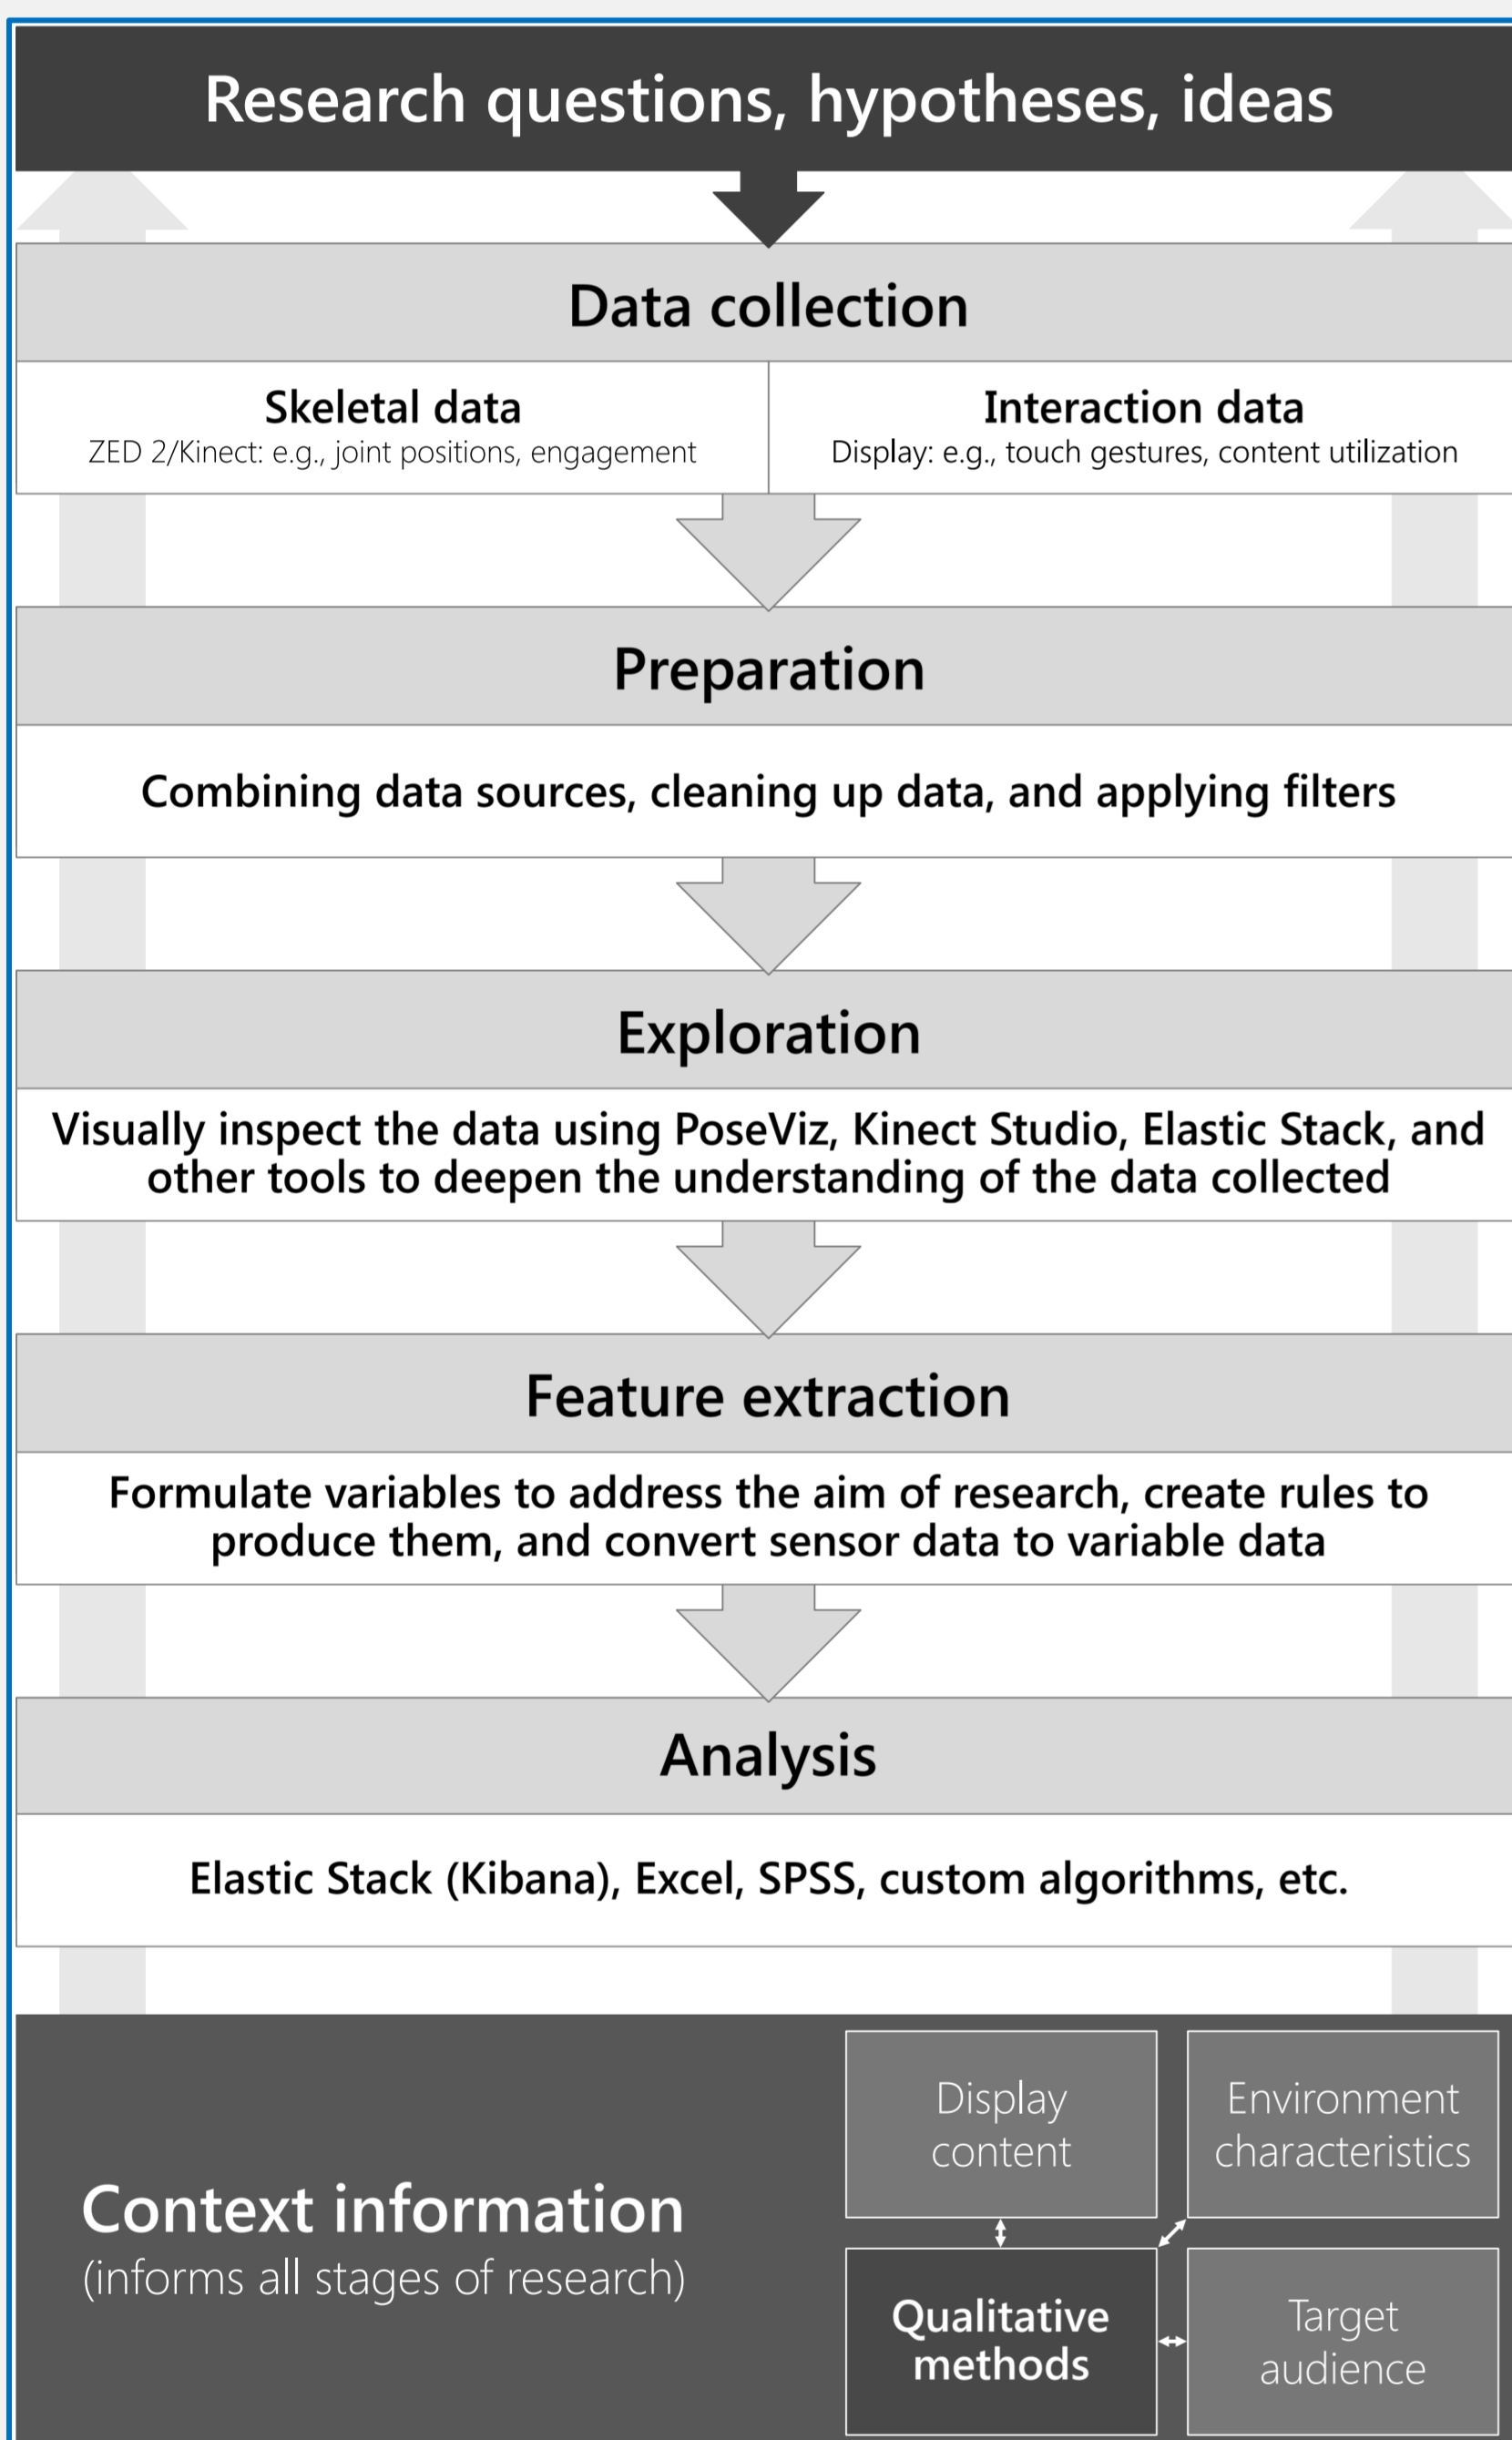 Research questions, hypotheses, ideas
Data collection
Skeletal data
ZED 2/Kinect: e.g., joint positions, engagement
Interaction data
Display: e.g., touch gestures, content utilization
Preparation
Combining data sources, cleaning up data, and applying filters
Exploration
Visually inspect the data using PoseViz, Kinect Studio, Elastic Stack, and
other tools to deepen the understanding of the data collected
Feature extraction
Formulate variables to address the aim of research, create rules to
produce them, and convert sensor data to variable data
Analysis
Elastic Stack (Kibana), Excel, SPSS, custom algorithms, etc.
Context information
(informs all stages of research)
Display
content
Environment
characteristics
Qualitative
methods
Target
audience